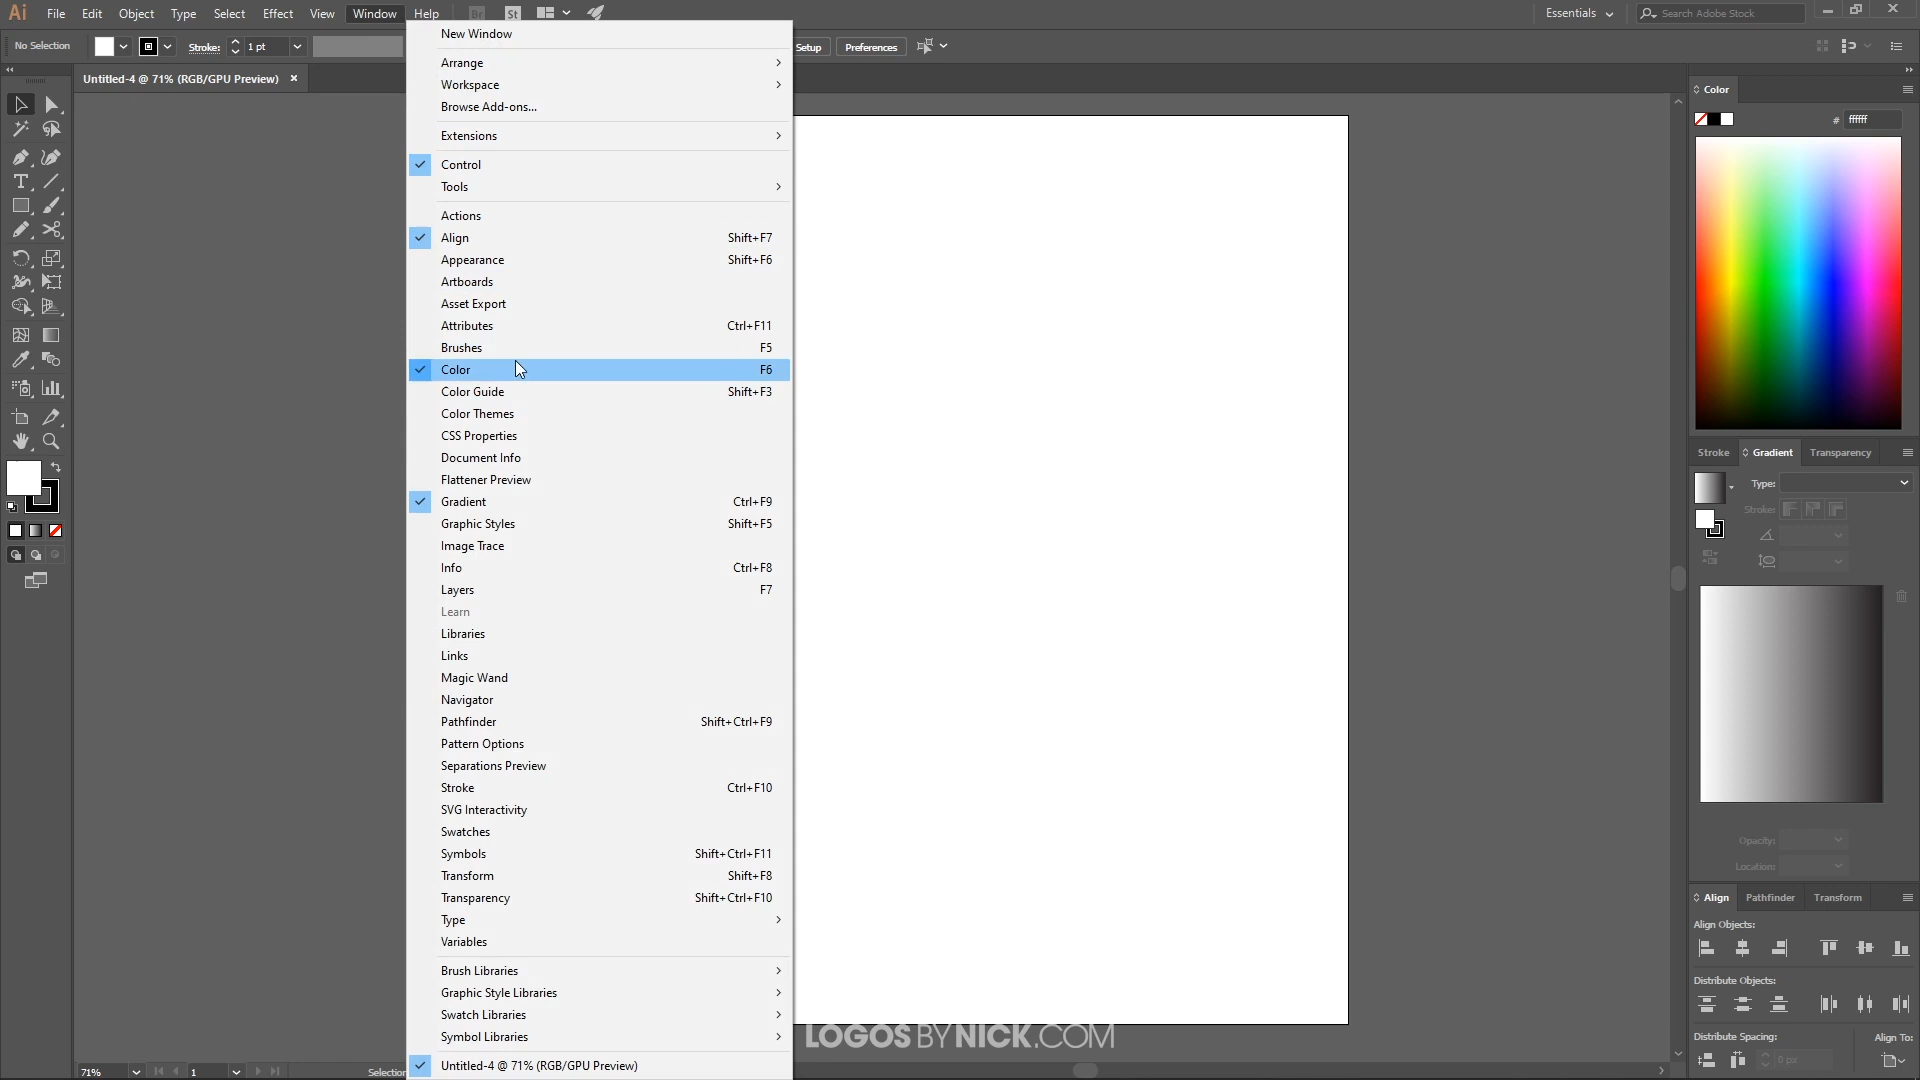 Ai File Edit Object Type Select Effect View Window Help Br St Essentials Search Adobe Stock
No Selection Stroke: 1 pt Setup Preferences
Untitled-4 @ 71% (RGB/GPU Preview) ×
New Window
Arrange
Workspace
Browse Add-ons...
Extensions
Control
Tools
Actions
Align Shift+F7
Appearance Shift+F6
Artboards
Asset Export
Attributes Ctrl+F11
Brushes F5
Color F6
Color Guide Shift+F3
Color Themes
CSS Properties
Document Info
Flattener Preview
Gradient Ctrl+F9
Graphic Styles Shift+F5
Image Trace
Info Ctrl+F8
Layers F7
Learn
Libraries
Links
Magic Wand
Navigator
Pathfinder Shift+Ctrl+F9
Pattern Options
Separations Preview
Stroke Ctrl+F10
SVG Interactivity
Swatches
Symbols Shift+Ctrl+F11
Transform Shift+F8
Transparency Shift+Ctrl+F10
Type
Variables
Brush Libraries
Graphic Style Libraries
Swatch Libraries
Symbol Libraries
Untitled-4 @ 71% (RGB/GPU Preview)
Color
# ffffff
Stroke Gradient Transparency
Type:
Stroke:
Opacity:
Location:
Align Pathfinder Transform
Align Objects:
Distribute Objects:
Distribute Spacing: Align To:
0 px
LOGOS BY NICK.COM
71% 1 Selection